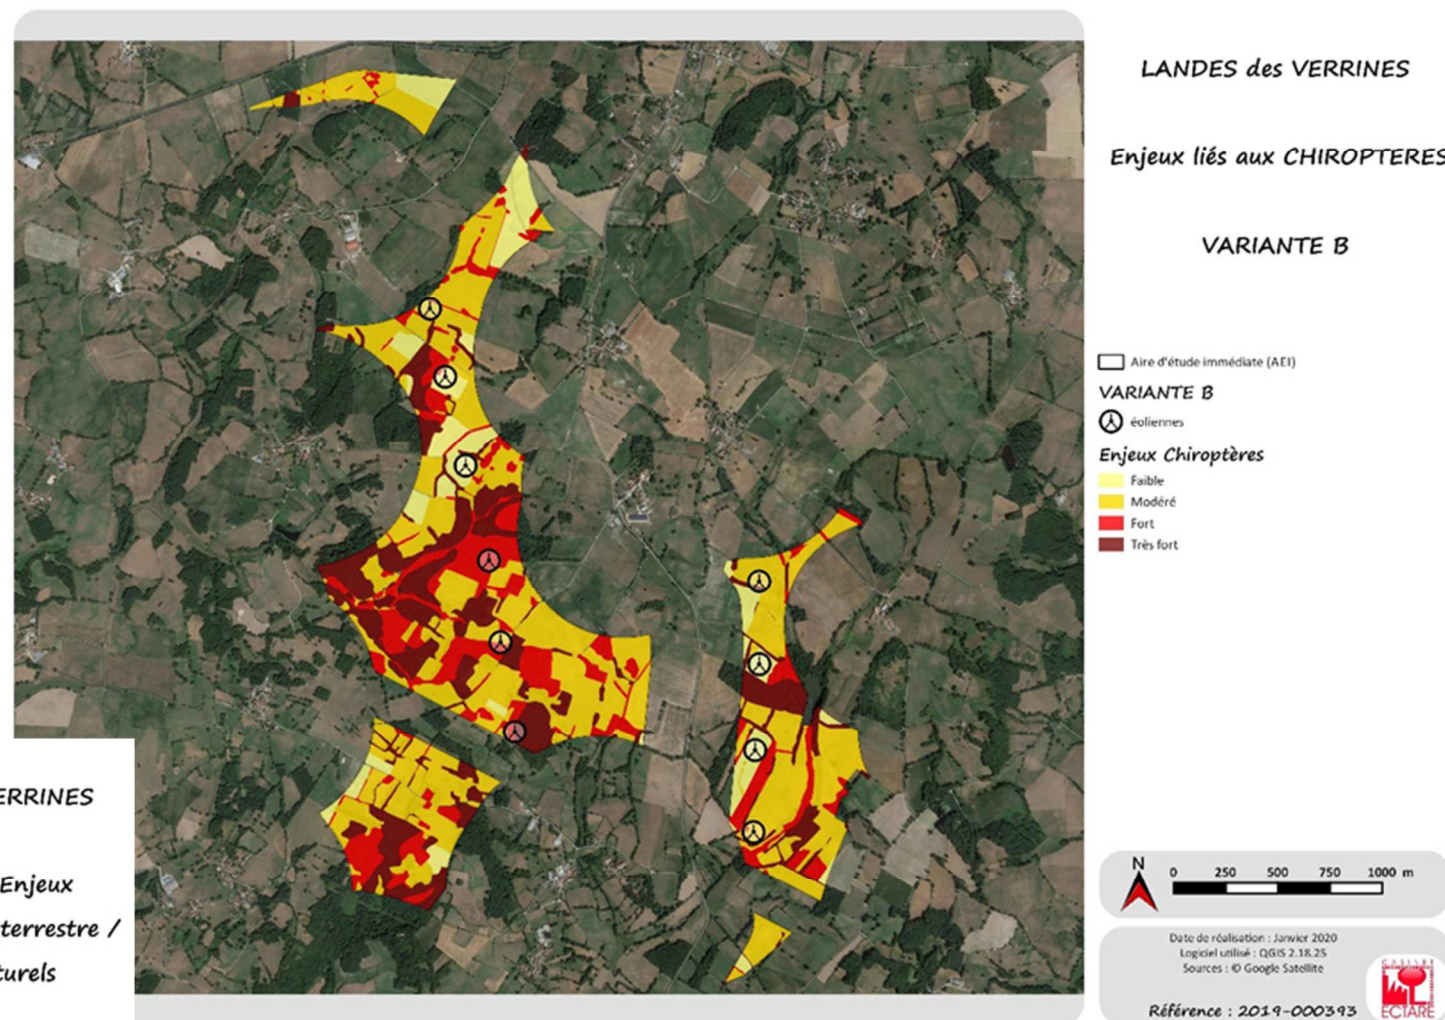 LANDES des VERRINES
Enjeux liés aux CHIROPTERES
VARIANTE B
Aire d'étude immédiate (AEI)
VARIANTE B
éoliennes
Enjeux Chiroptères
Faible
Modéré
Fort
Très fort
N
0 250 500 750 1000 m
Date de réalisation : Janvier 2020
Logiciel utilisé : QGIS 2.18.25
Sources : © Google Satellite
Référence : 2019-000393
CABINET
ECTARE
ERRINES
Enjeux
terrestre /
turels